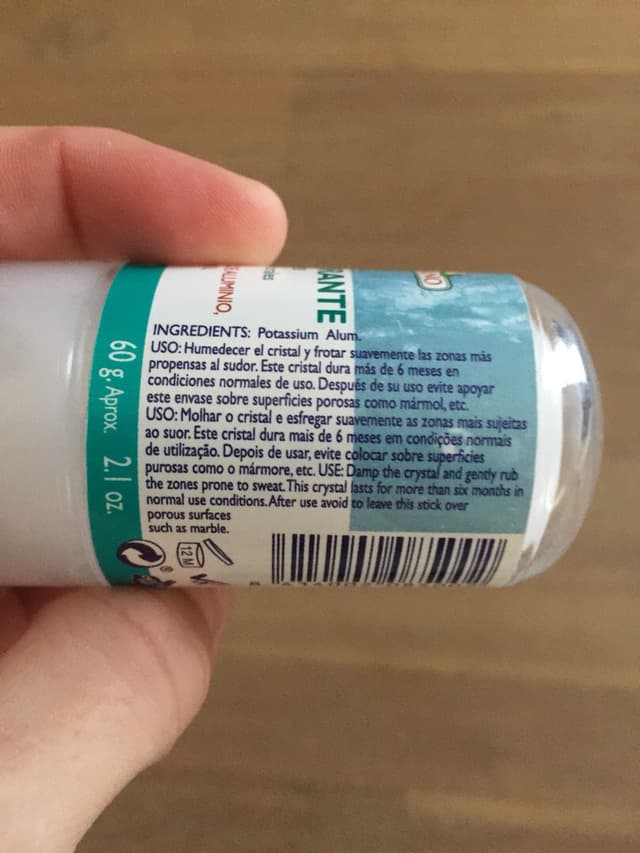 ANTE
ALUMINIO,
INGREDIENTS: Potassium Alum.
USO: Humedecer el cristal y frotar suavemente las zonas más
propensas al sudor. Este cristal dura más de 6 meses en
condiciones normales de uso. Después de su uso evite apoyar
este envase sobre superficies porosas como mármol, etc.
USO: Molhar o cristal e esfregar suavemente as zonas mais sujeitas
ao suor. Este cristal dura mais de 6 meses em condições normais
de utilização. Depois de usar, evite colocar sobre superficies
purosas como o mármore, etc. USE: Damp the crystal and gently rub
the zones prone to sweat. This crystal lasts for more than six months in
normal use conditions. After use avoid to leave this stick over
porous surfaces
such as marble.
60 g. Aprox. 2.1 oz.
12 M